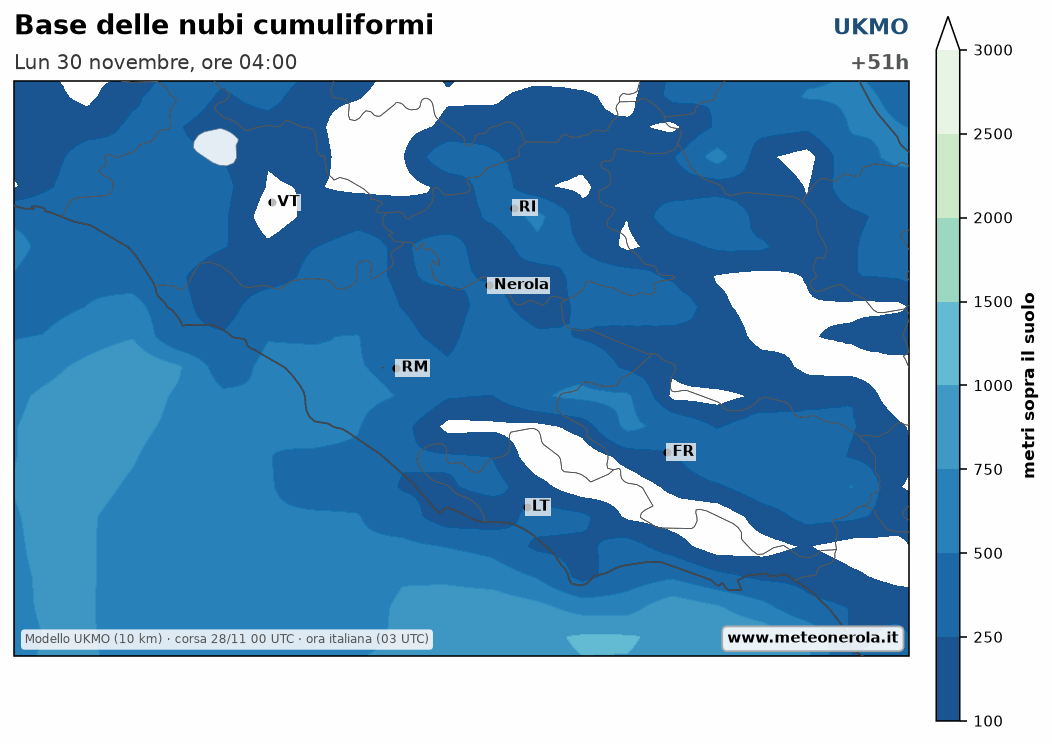 Base delle nubi cumuliformi
UKMO
Lun 30 novembre, ore 04:00
+51h
3000
2500
2000
1500
1000
750
500
250
100
metri sopra il suolo
VT
RI
Nerola
RM
FR
LT
Modello UKMO (10 km) · corsa 28/11 00 UTC · ora italiana (03 UTC)
www.meteonerola.it